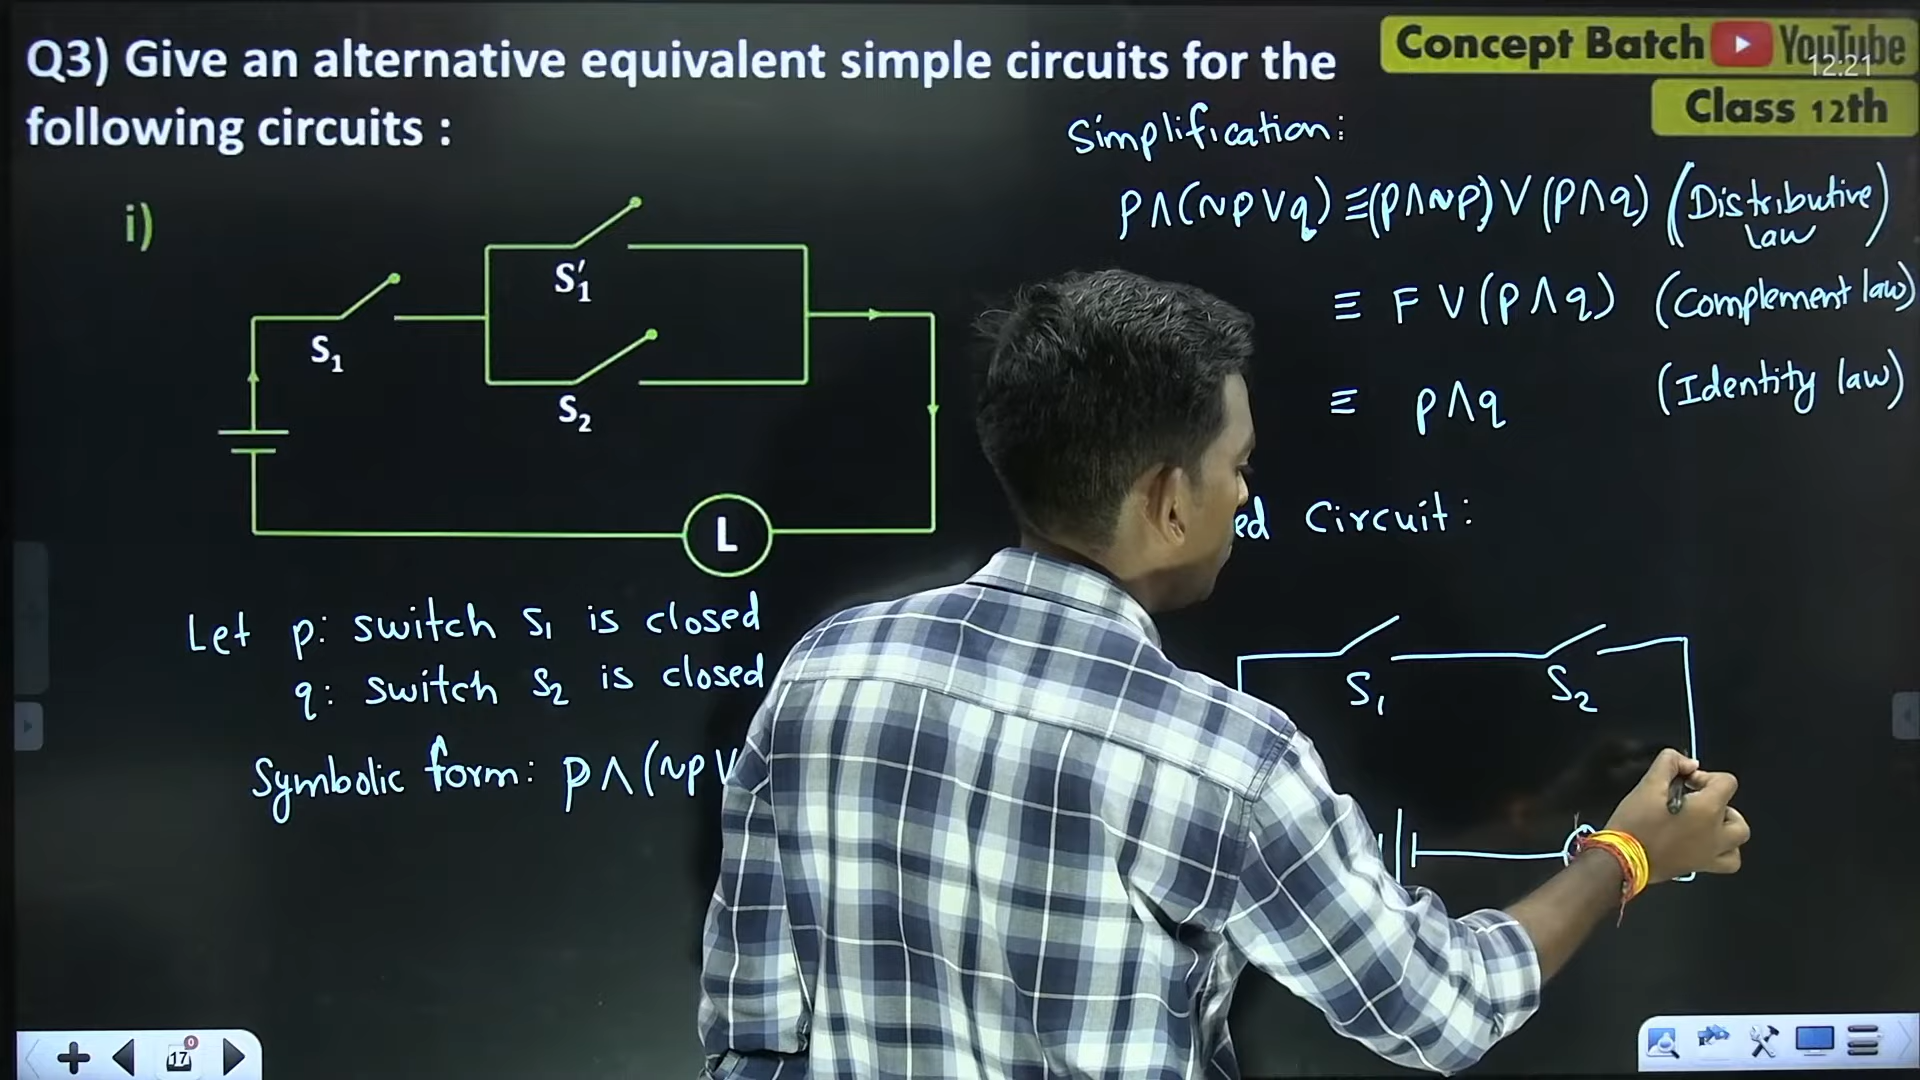 Q3) Give an alternative equivalent simple circuits for the
following circuits :
Concept Batch YouTube
12:21
Class 12th
i)
S₁
S′₁
S₂
L
Let p: switch S₁ is closed
q: switch S₂ is closed
Symbolic form: p ∧ (~p ∨
Simplification:
p ∧ (~p ∨ q) ≡ (p ∧ ~p) ∨ (p ∧ q) (Distributive
law)
≡ F ∨ (p ∧ q) (Complement law)
≡ p ∧ q (Identity law)
Circuit:
S₁ S₂
17
0